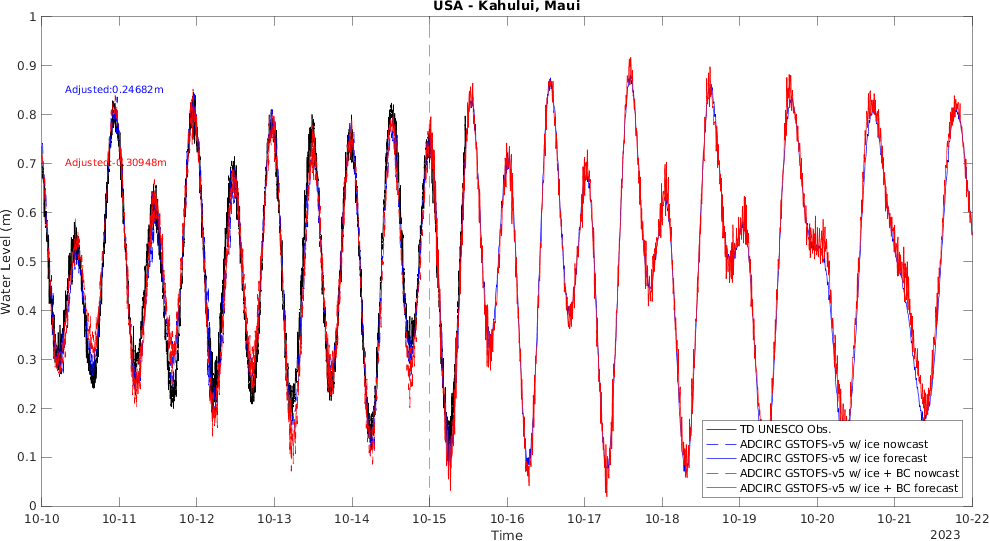 USA - Kahului, Maui
1
0.9
0.8
0.7
0.6
0.5
0.4
0.3
0.2
0.1
0
Water Level (m)
Adjusted:0.24682m
Adjusted:-0.30948m
TD UNESCO Obs.
ADCIRC GSTOFS-v5 w/ ice nowcast
ADCIRC GSTOFS-v5 w/ ice forecast
ADCIRC GSTOFS-v5 w/ ice + BC nowcast
ADCIRC GSTOFS-v5 w/ ice + BC forecast
10-10 10-11 10-12 10-13 10-14 10-15 10-16 10-17 10-18 10-19 10-20 10-21 10-22
Time
2023